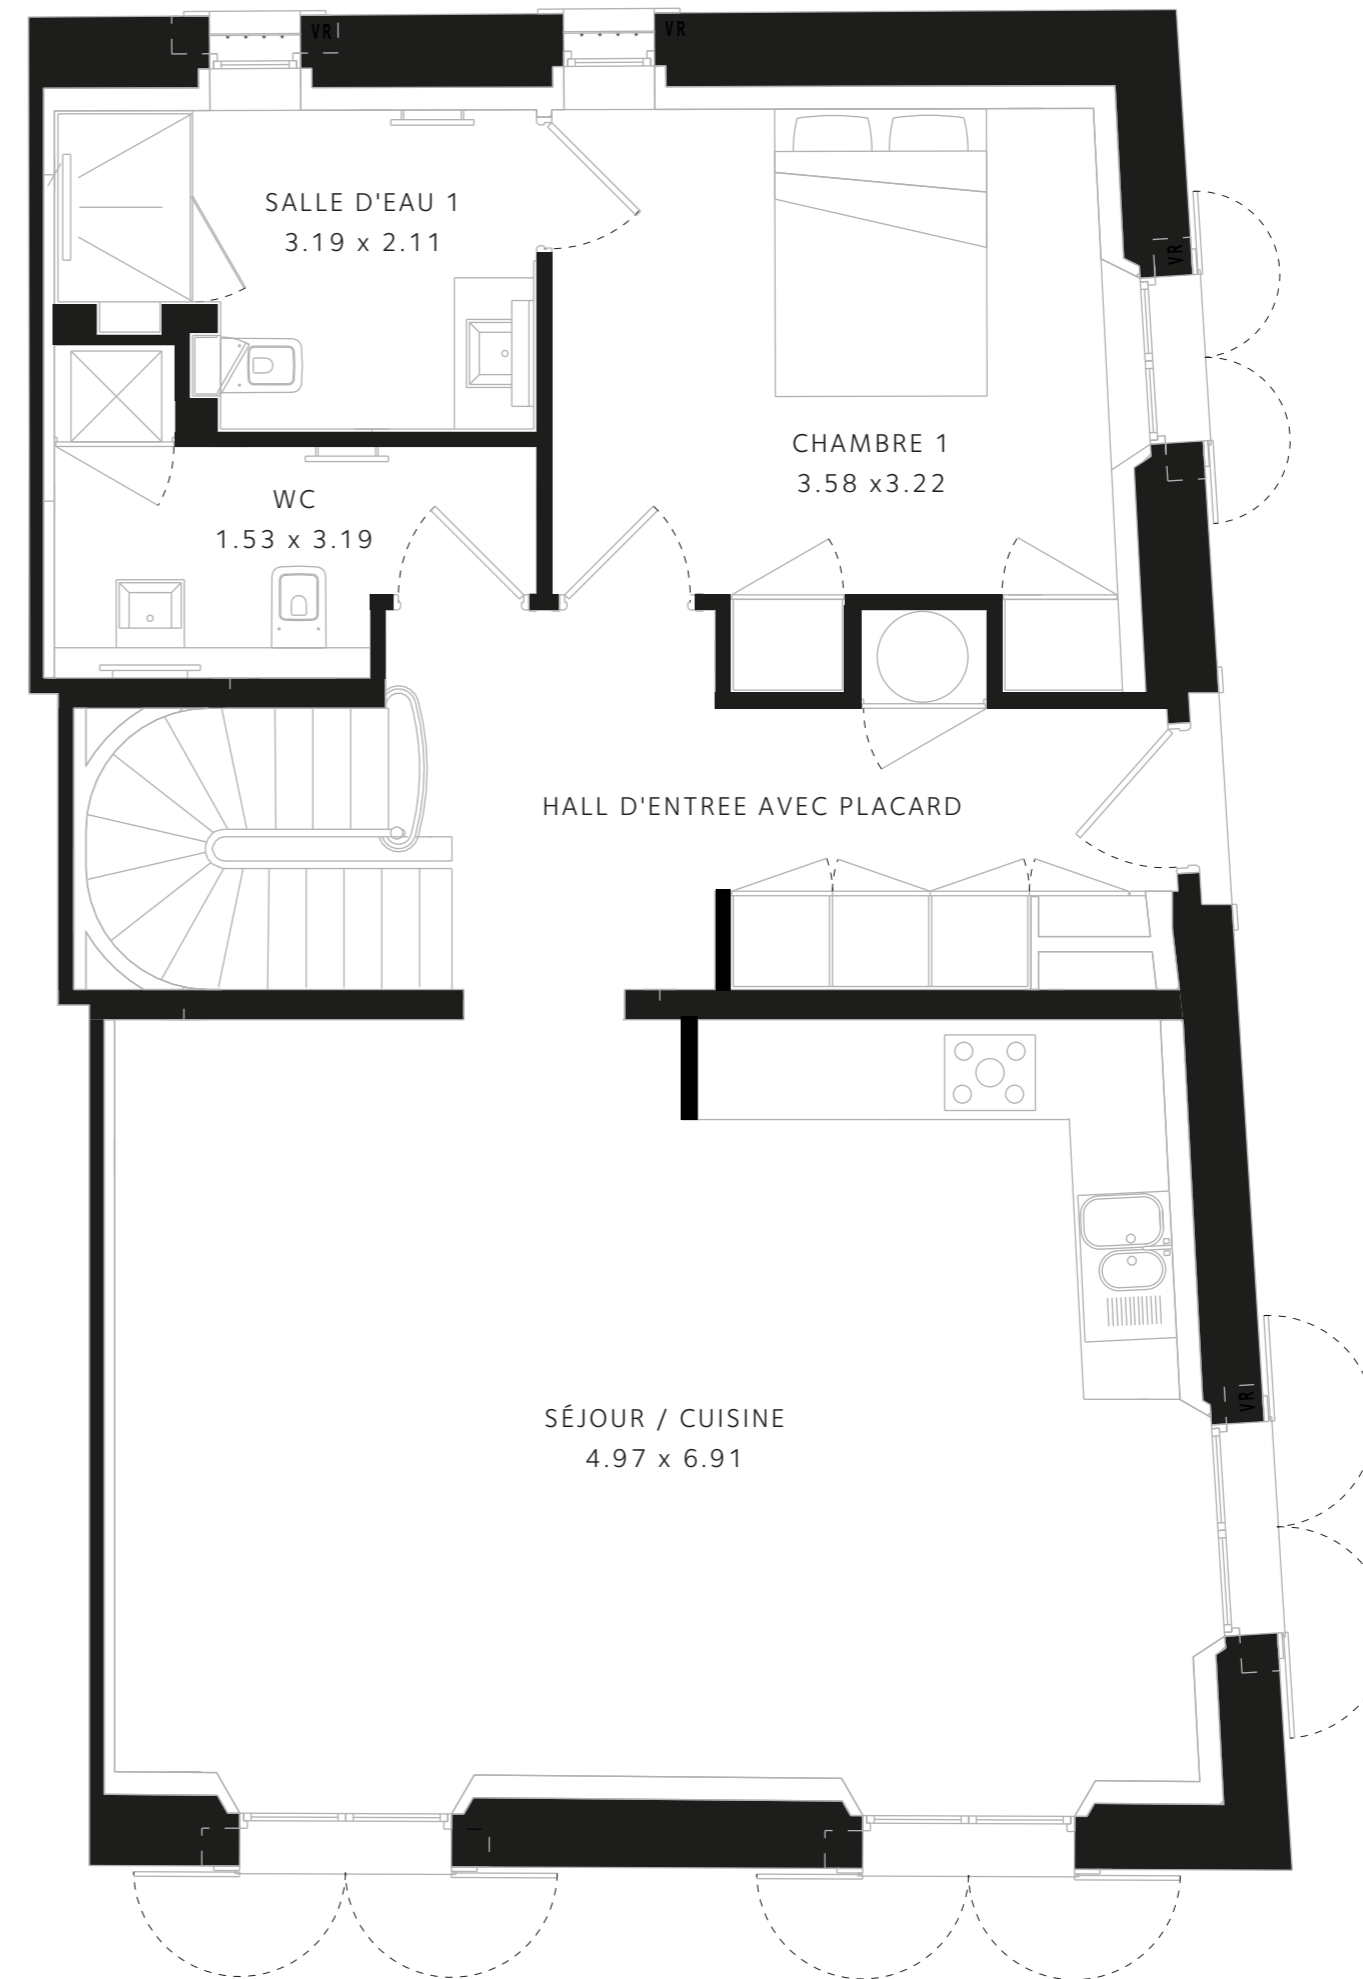 VR
VR
SALLE D'EAU 1
3.19 x 2.11
VR
CHAMBRE 1
3.58 x3.22
WC
1.53 x 3.19
HALL D'ENTREE AVEC PLACARD
VR
SÉJOUR / CUISINE
4.97 x 6.91